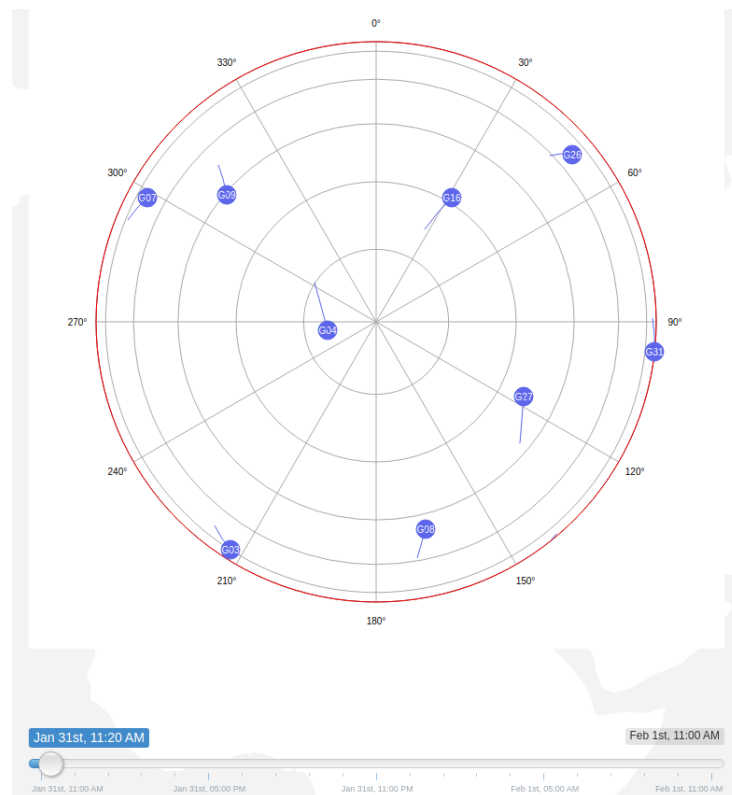 0°
330°
30°
G26
300°
60°
G07
G09
G16
270°
G04
90°
G31
G27
240°
120°
G08
G03
210°
150°
180°
Jan 31st, 11:20 AM
Feb 1st, 11:00 AM
Jan 31st, 11:00 AM
Jan 31st, 05:00 PM
Jan 31st, 11:00 PM
Feb 1st, 05:00 AM
Feb 1st, 11:00 AM